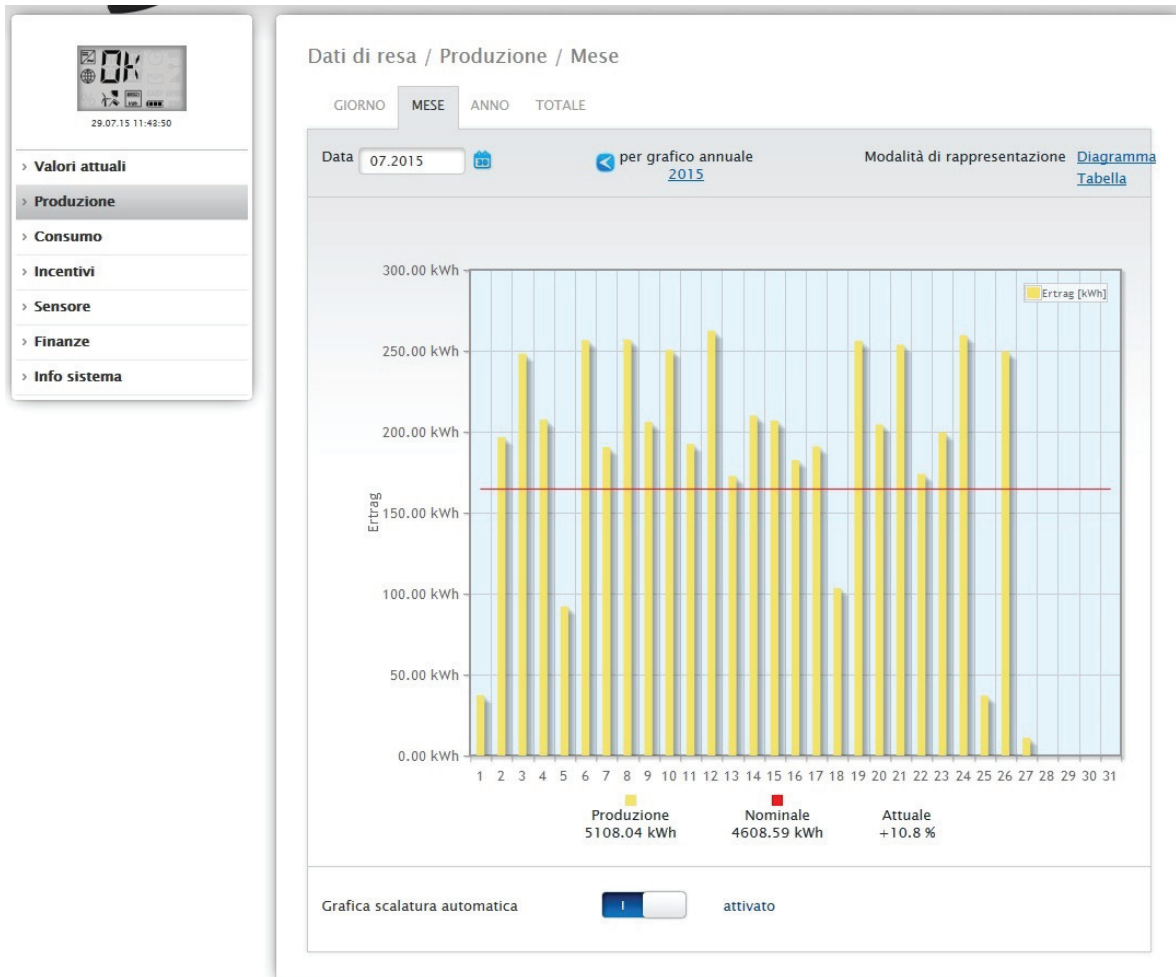 OK
29.07.15 11:43:50
› Valori attuali
› Produzione
› Consumo
› Incentivi
› Sensore
› Finanze
› Info sistema
Dati di resa / Produzione / Mese
GIORNO MESE ANNO TOTALE
Data 07.2015 30 per grafico annuale Modalità di rappresentazione Diagramma
2015 Tabella
300.00 kWh
Ertrag [kWh]
250.00 kWh
200.00 kWh
Ertrag
150.00 kWh
100.00 kWh
50.00 kWh
0.00 kWh
1 2 3 4 5 6 7 8 9 10 11 12 13 14 15 16 17 18 19 20 21 22 23 24 25 26 27 28 29 30 31
Produzione Nominale Attuale
5108.04 kWh 4608.59 kWh +10.8 %
Grafica scalatura automatica I attivato